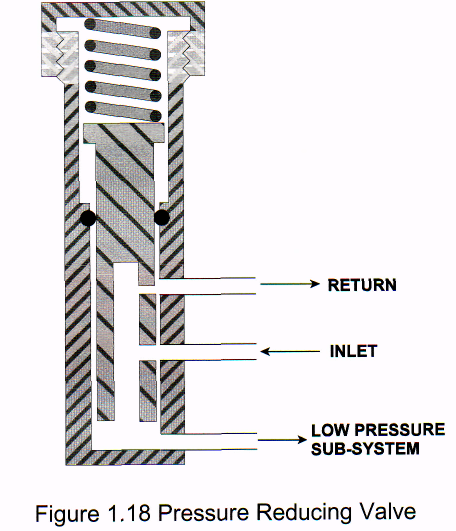 RETURN
INLET
LOW PRESSURE
SUB-SYSTEM
Figure 1.18 Pressure Reducing Valve